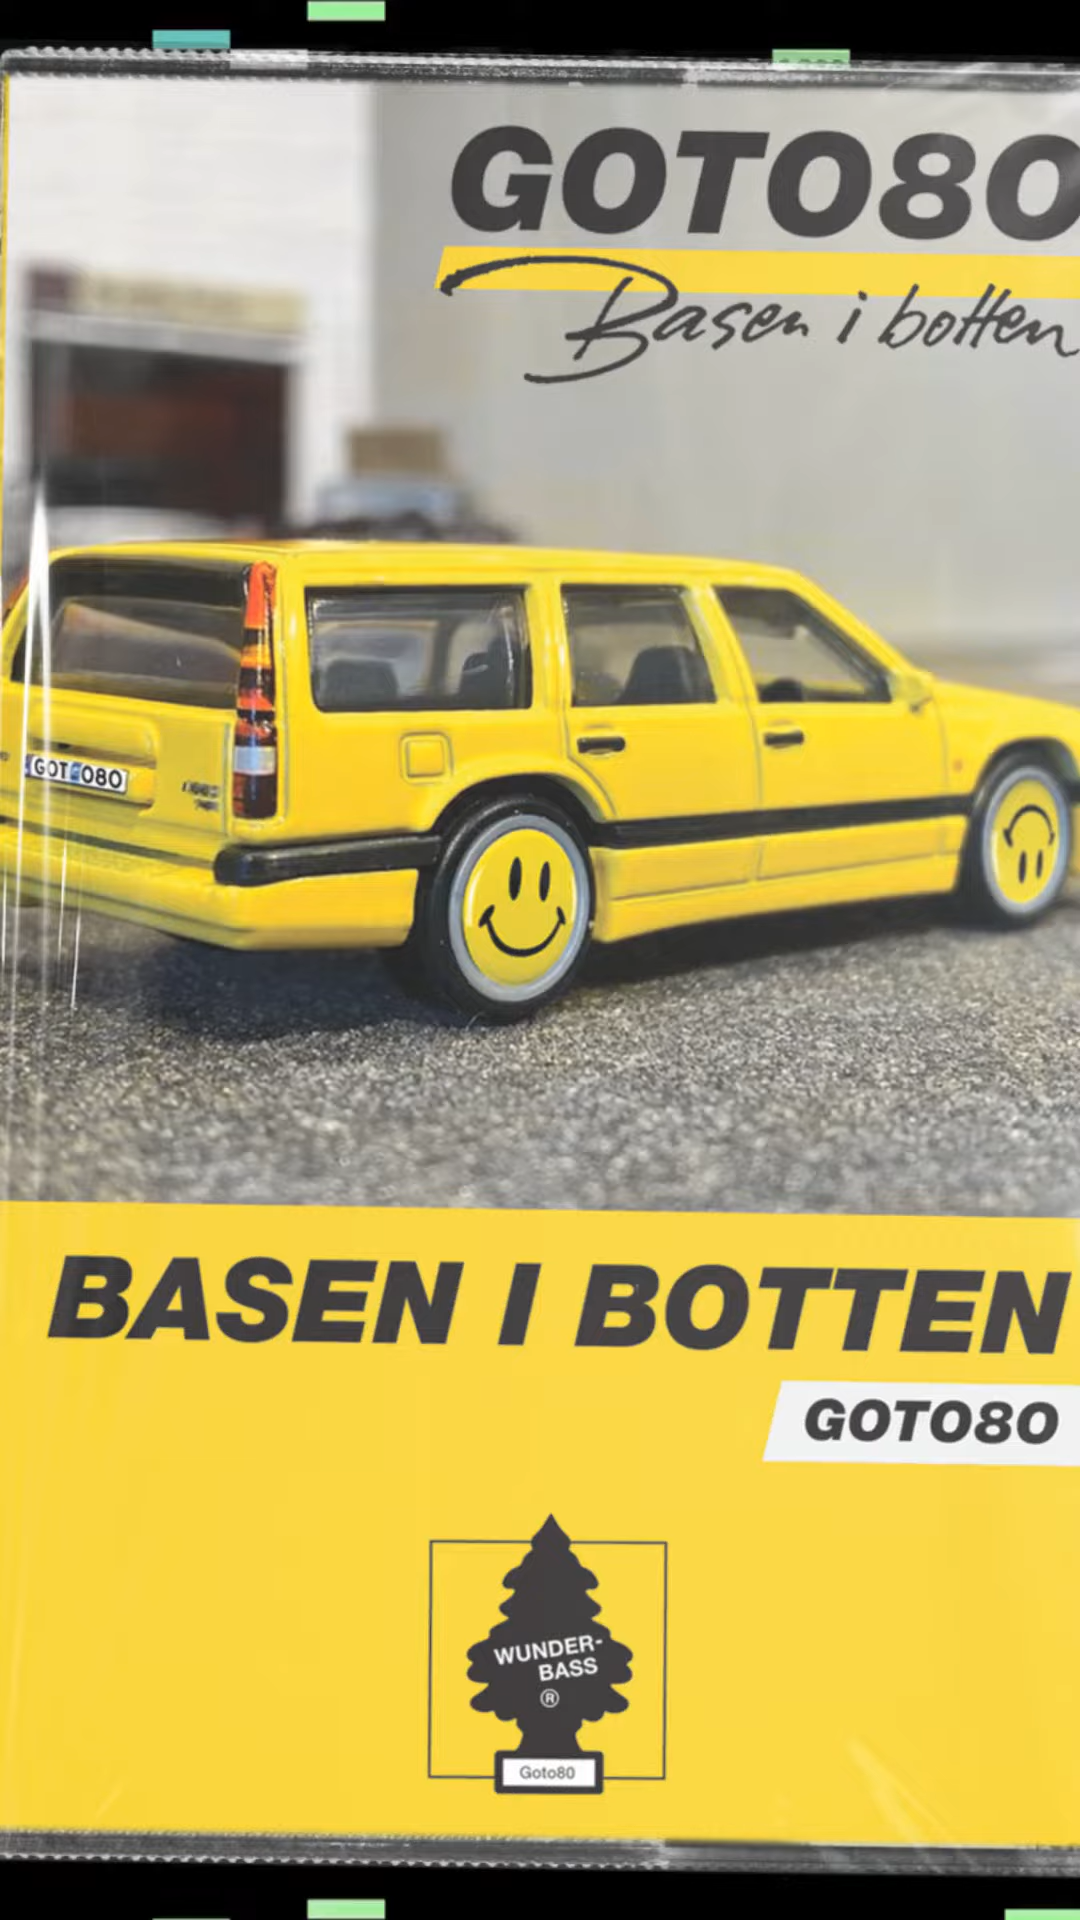 GOTO80
Basen i botten
GOT 080
BASEN I BOTTEN
GOTO80
WUNDER-
BASS
®
Goto80